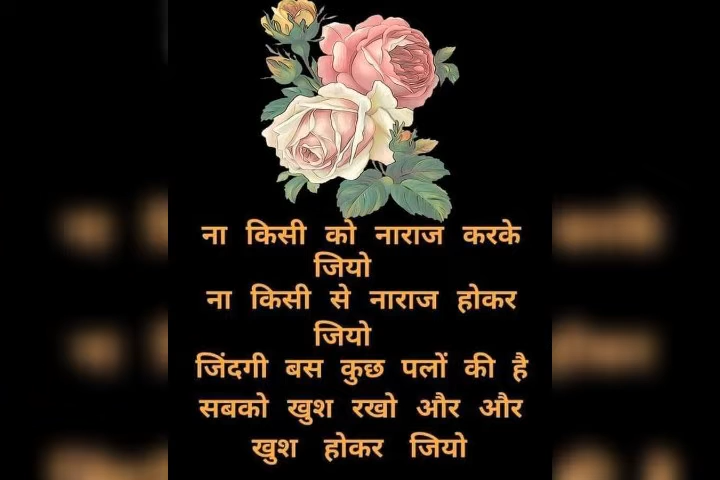 ना किसी को नाराज करके
जियो
ना किसी से नाराज होकर
जियो
जिंदगी बस कुछ पलों की है
सबको खुश रखो और और
खुश होकर जियो